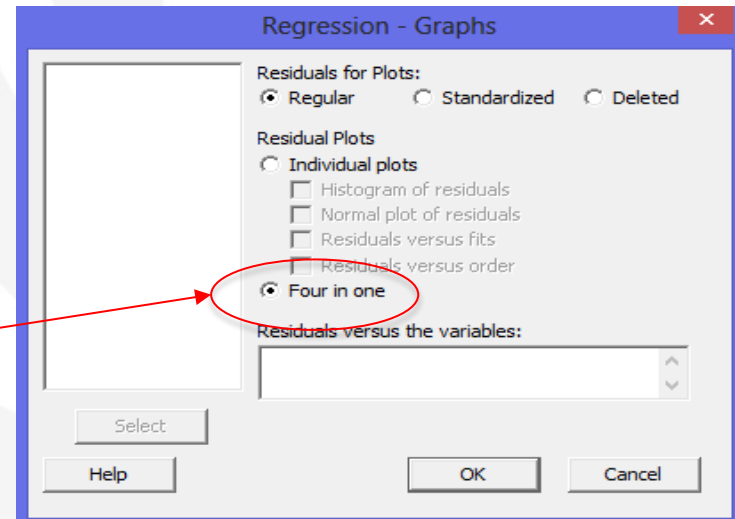 Regression - Graphs
Residuals for Plots:
Regular Standardized Deleted
Residual Plots
Individual plots
Histogram of residuals
Normal plot of residuals
Residuals versus fits
Residuals versus order
Four in one
Residuals versus the variables:
Select
Help OK Cancel